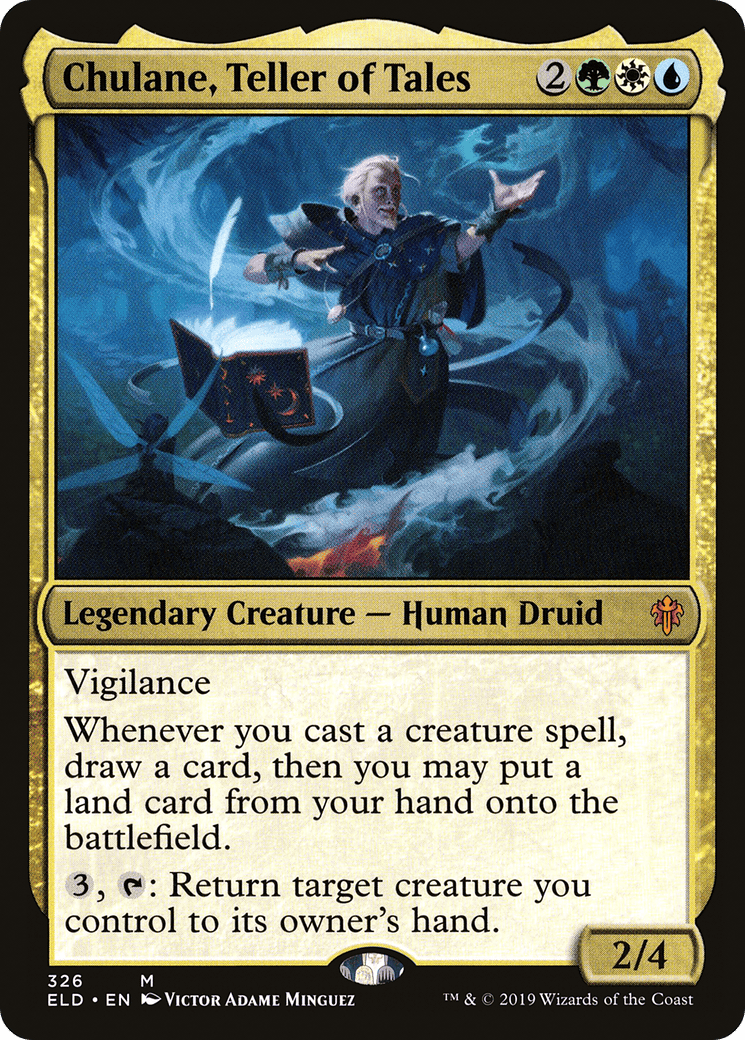 Chulane, Teller of Tales 2
Legendary Creature — Human Druid
Vigilance
Whenever you cast a creature spell,
draw a card, then you may put a
land card from your hand onto the
battlefield.
3, : Return target creature you
control to its owner's hand.
2/4
326 M
ELD • EN Victor Adame Minguez ™ & © 2019 Wizards of the Coast